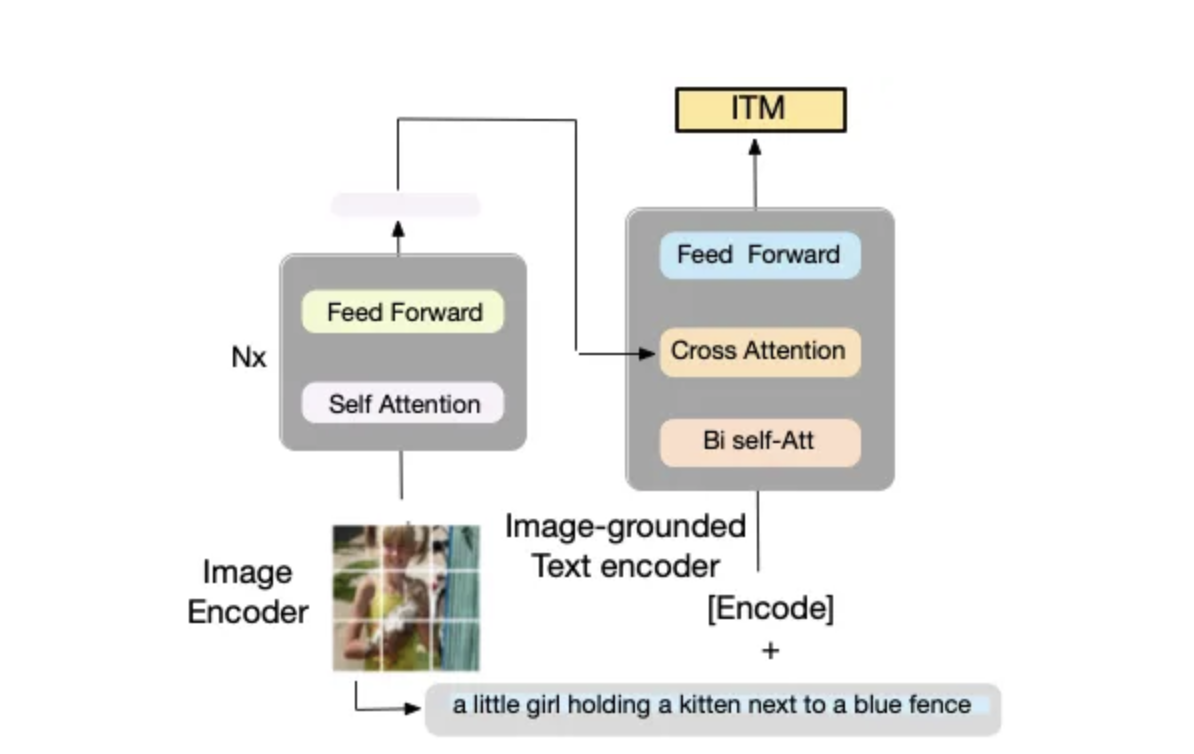 ITM
Feed Forward
Feed Forward
Cross Attention
Nx
Self Attention
Bi self-Att
Image-grounded
Text encoder
Image
Encoder
[Encode]
+
a little girl holding a kitten next to a blue fence